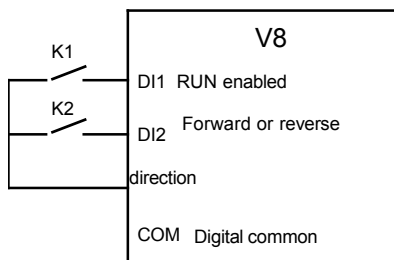 V8
K1
DI1 RUN enabled
K2
DI2 Forward or reverse
direction
COM Digital common